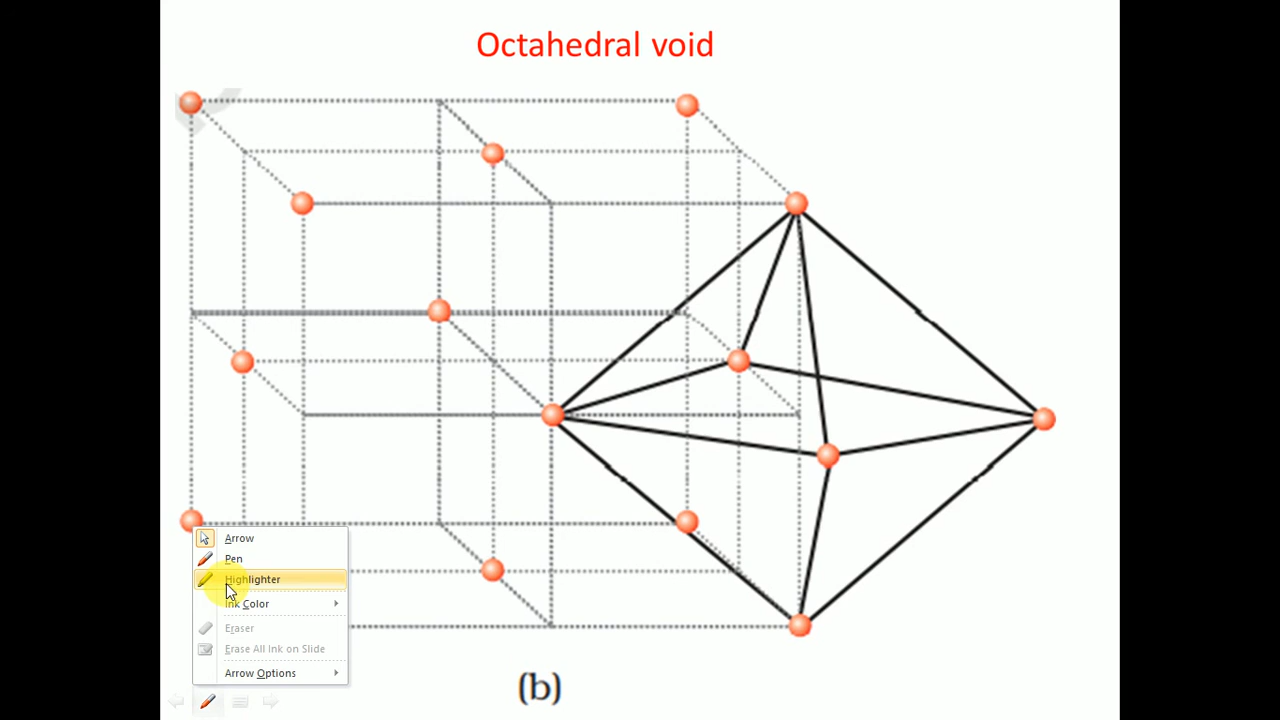 Octahedral void
Arrow
Pen
Highlighter
Ink Color
Eraser
Erase All Ink on Slide
Arrow Options
(b)